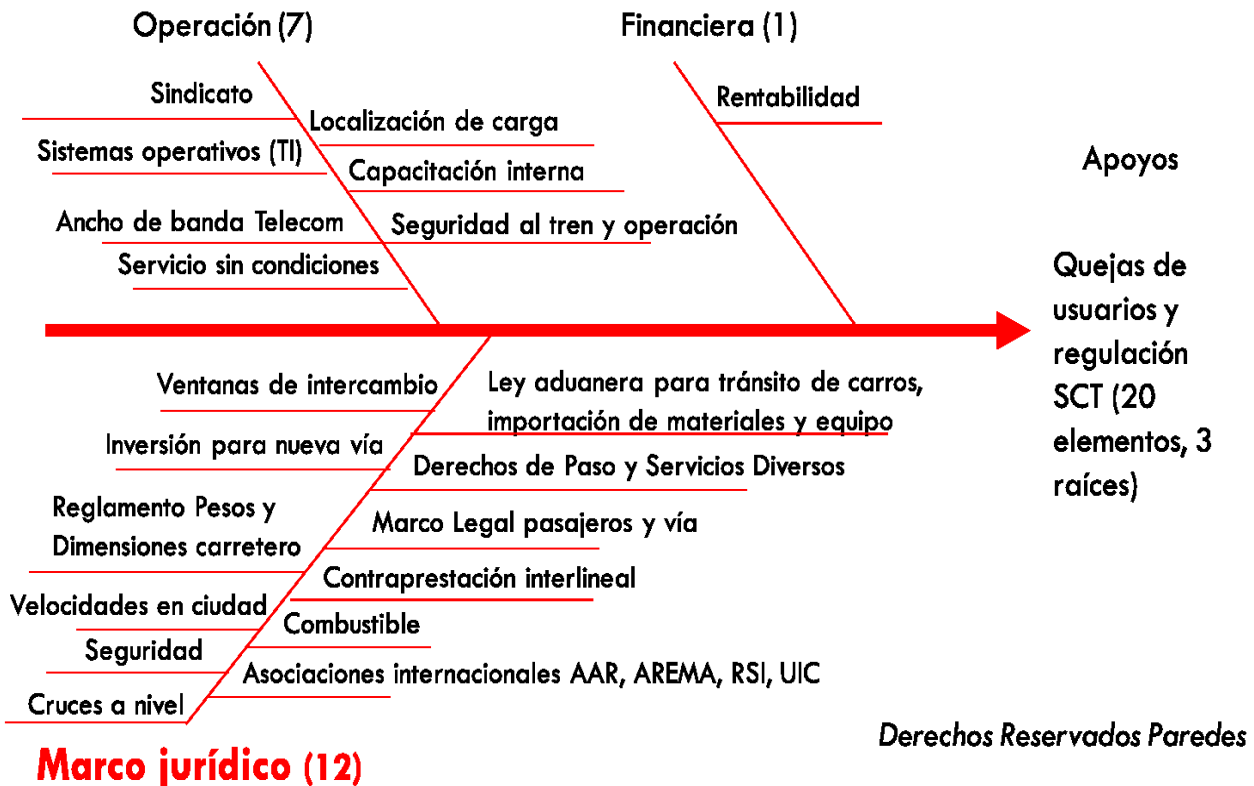 Operación (7)
Financiera (1)
Sindicato
Localización de carga
Sistemas operativos (TI)
Capacitación interna
Ancho de banda Telecom
Seguridad al tren y operación
Servicio sin condiciones
Rentabilidad
Apoyos
Quejas de
usuarios y
regulación
SCT (20
elementos, 3
raíces)
Ventanas de intercambio
Ley aduanera para tránsito de carros,
importación de materiales y equipo
Inversión para nueva vía
Derechos de Paso y Servicios Diversos
Reglamento Pesos y
Dimensiones carretero
Marco Legal pasajeros y vía
Contraprestación interlineal
Velocidades en ciudad
Combustible
Seguridad
Asociaciones internacionales AAR, AREMA, RSI, UIC
Cruces a nivel
Marco jurídico (12)
Derechos Reservados Paredes